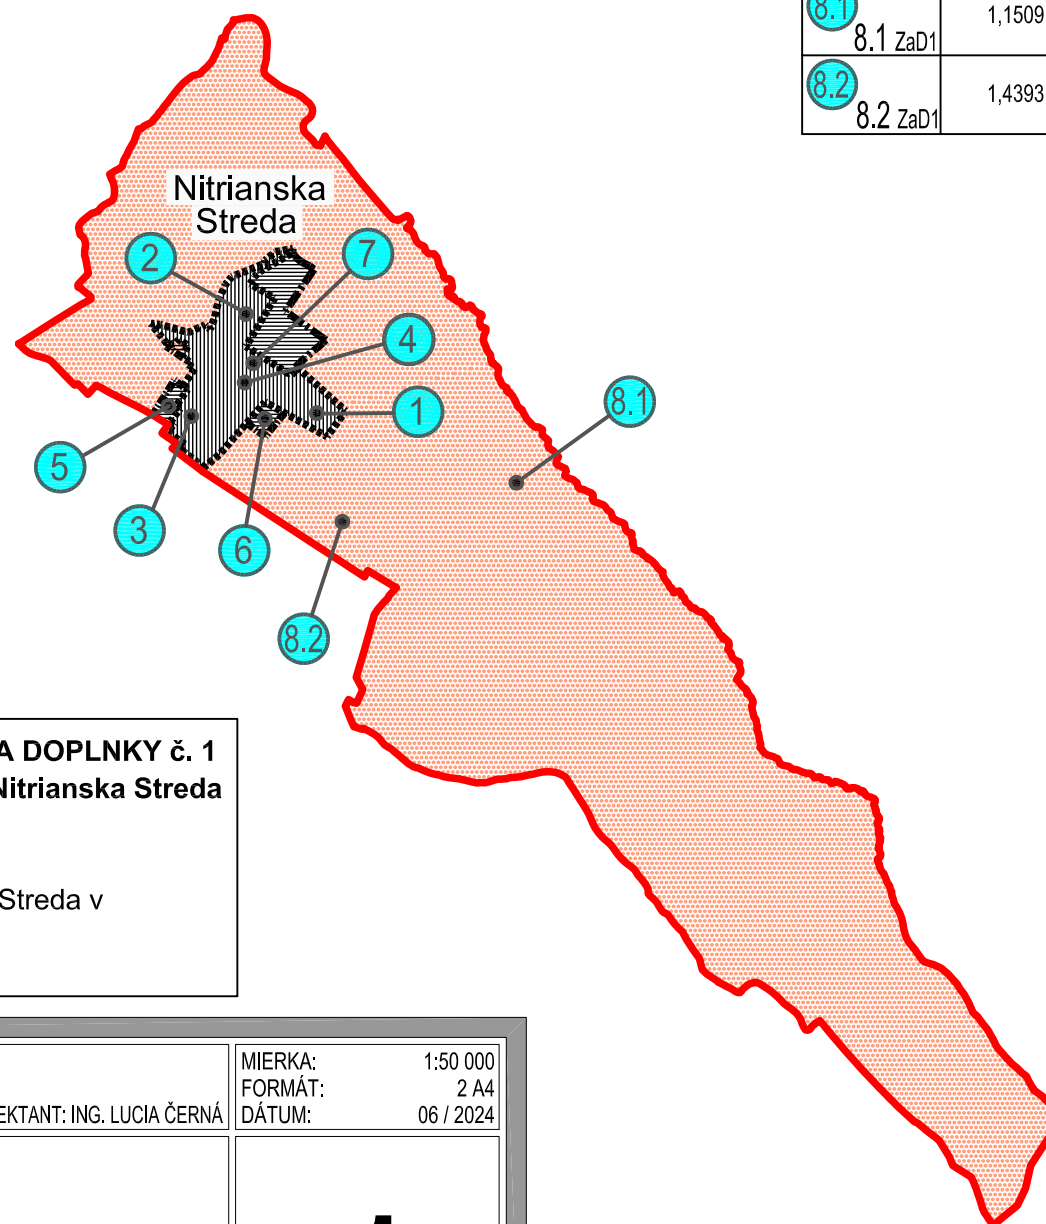 8.1
1,1509
8.1 ZaD1
8.2
1,4393
8.2 ZaD1
Nitrianska
Streda
2
7
4
1
8.1
5
3
6
8.2
A DOPLNKY č. 1
Nitrianska Streda
Streda v
MIERKA: 1:50 000
FORMÁT: 2 A4
EKTANT: ING. LUCIA ČERNÁ
DÁTUM: 06 / 2024